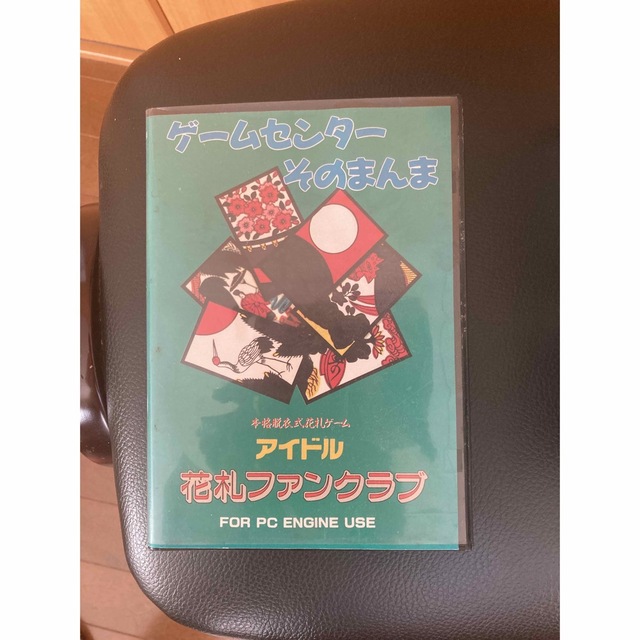 ゲームセンター
そのまんま
本格脱衣式花札ゲーム
アイドル
花札ファンクラブ
FOR PC ENGINE USE